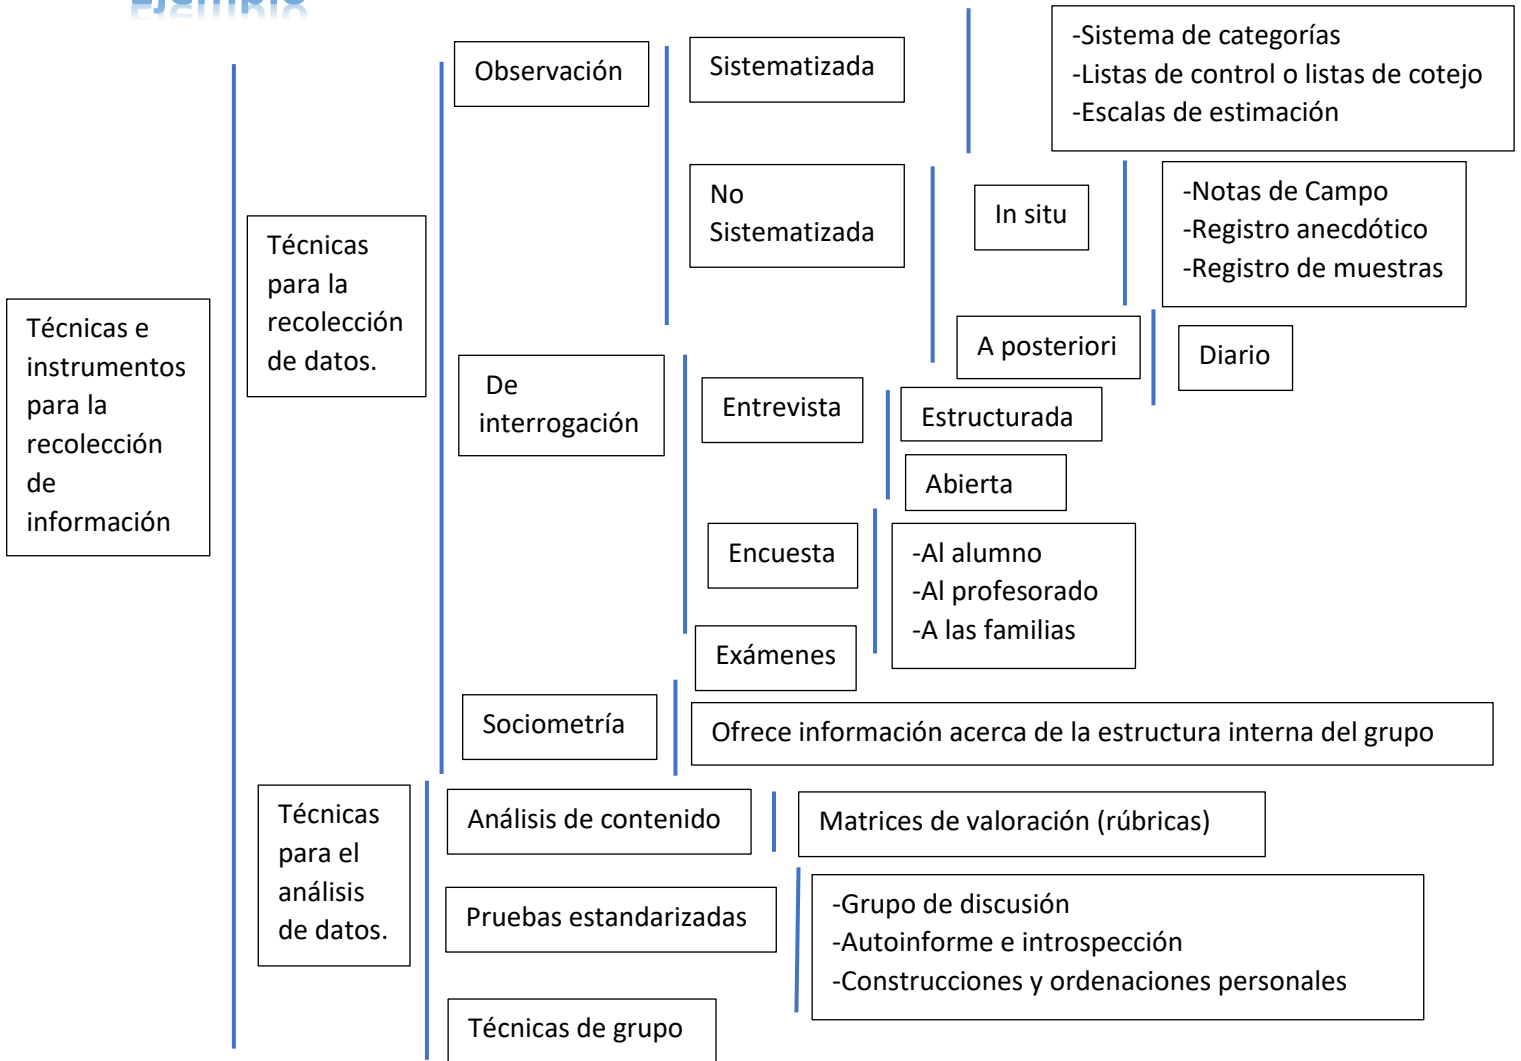 Ejemplo
Técnicas e
instrumentos
para la
recolección
de
información
Técnicas
para la
recolección
de datos.
Observación
Sistematizada
-Sistema de categorías
-Listas de control o listas de cotejo
-Escalas de estimación
No
Sistematizada
In situ
-Notas de Campo
-Registro anecdótico
-Registro de muestras
A posteriori
Diario
De
interrogación
Entrevista
Estructurada
Abierta
Encuesta
-Al alumno
-Al profesorado
-A las familias
Exámenes
Sociometría
Ofrece información acerca de la estructura interna del grupo
Técnicas
para el
análisis
de datos.
Análisis de contenido
Matrices de valoración (rúbricas)
Pruebas estandarizadas
-Grupo de discusión
-Autoinforme e introspección
-Construcciones y ordenaciones personales
Técnicas de grupo